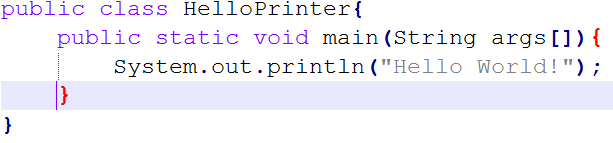 public class HelloPrinter{
    public static void main(String args[]){
        System.out.println("Hello World!");
    }
}